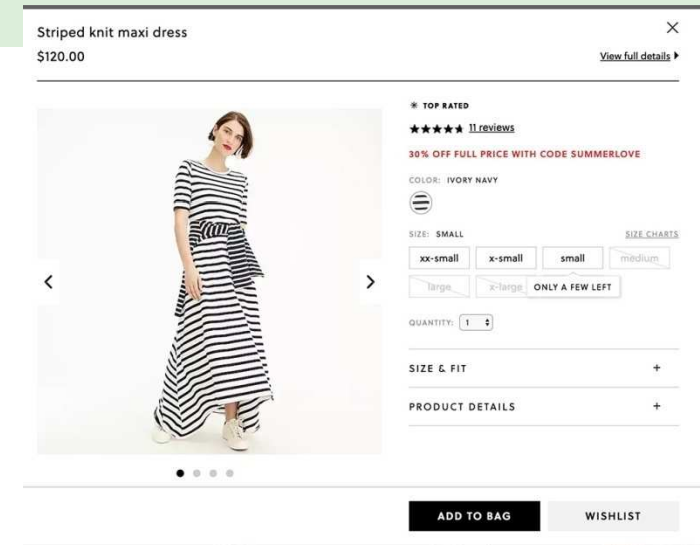 Striped knit maxi dress
$120.00
View full details
TOP RATED
11 reviews
30% OFF FULL PRICE WITH CODE SUMMERLOVE
COLOR: IVORY NAVY
SIZE: SMALL
SIZE CHARTS
xx-small x-small small medium
large x-large ONLY A FEW LEFT
QUANTITY: 1
SIZE & FIT +
PRODUCT DETAILS +
ADD TO BAG WISHLIST